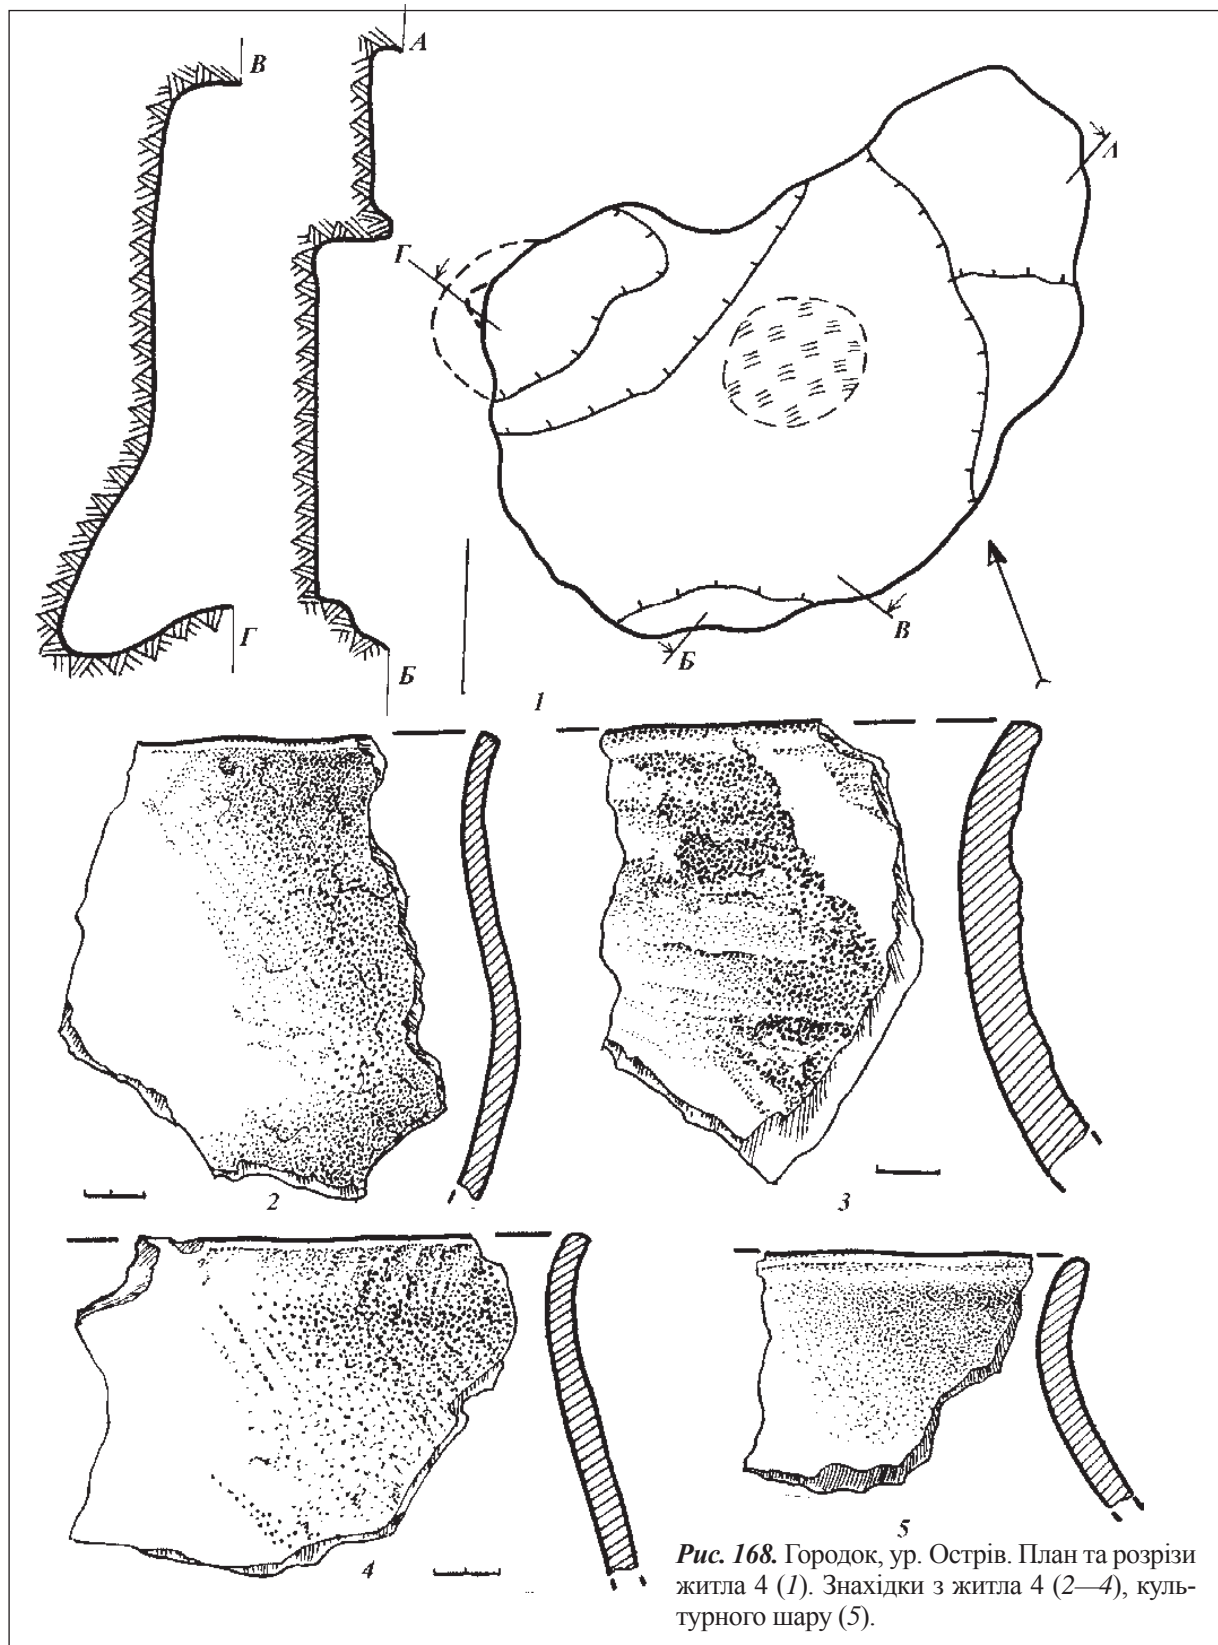 В
А
А
Г
В
Г
Б
Б
1
2
3
4
5
Рис. 168. Городок, ур. Острів. План та розрізи
житла 4 (1). Знахідки з житла 4 (2—4), куль-
турного шару (5).